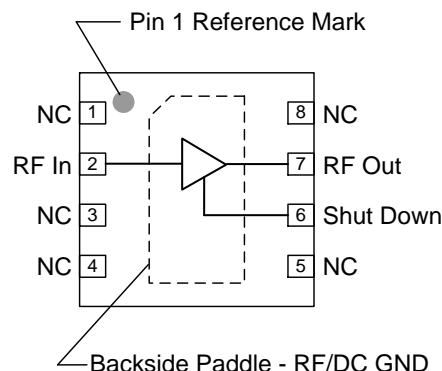 Pin 1 Reference Mark
NC 1 8 NC
RF In 2 7 RF Out
NC 3 6 Shut Down
NC 4 5 NC
Backside Paddle - RF/DC GND